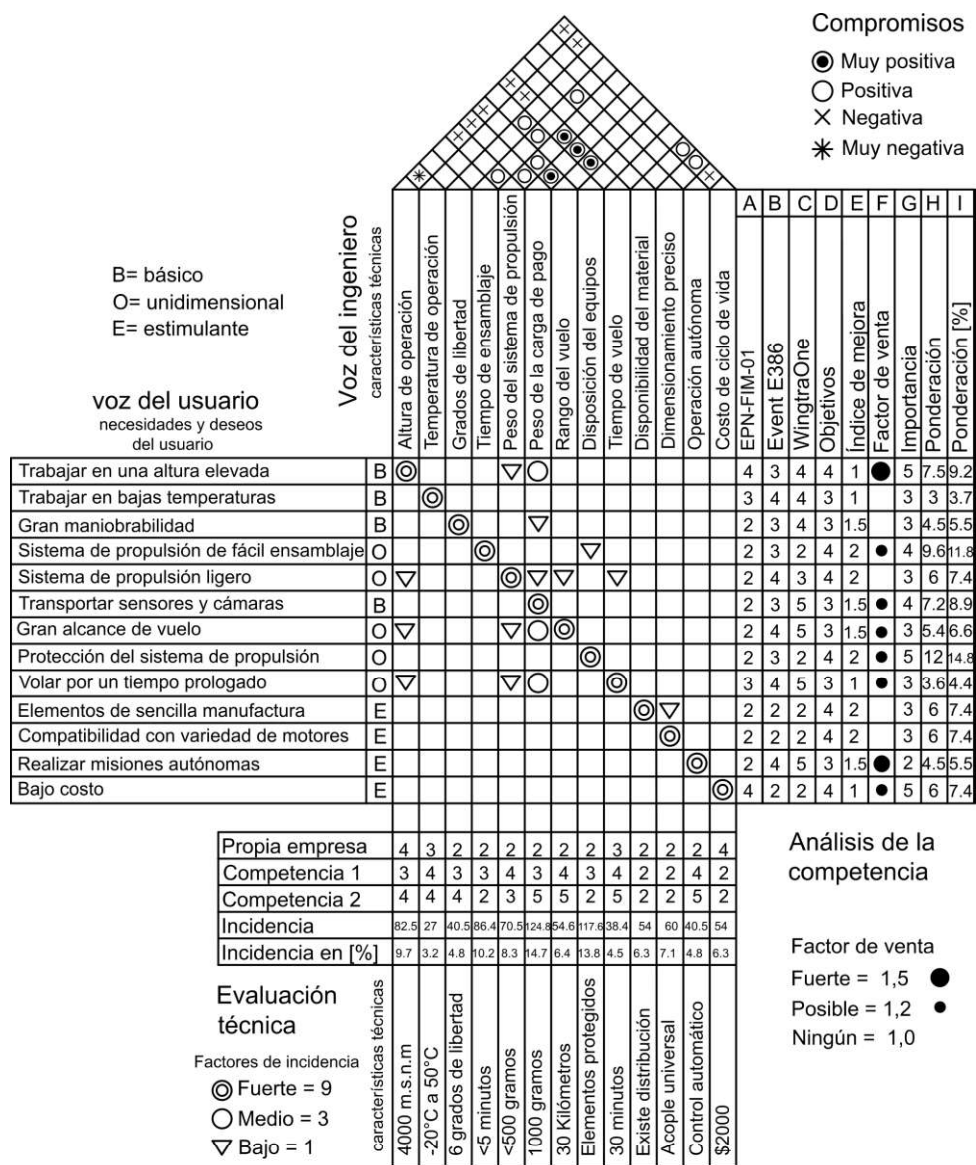 Compromisos
Muy positiva
Positiva
Negativa
Muy negativa
B= básico
O= unidimensional
E= estimulante
Voz del ingeniero
características técnicas
Altura de operación
Temperatura de operación
Grados de libertad
Tiempo de ensamblaje
Peso del sistema de propulsión
Peso de la carga de pago
Rango del vuelo
Disposición del equipos
Tiempo de vuelo
Disponibilidad del material
Dimensionamiento preciso
Operación autónoma
Costo de ciclo de vida
A B C D E F G H I
EPN-FIM-01
Event E386
WingtraOne
Objetivos
Índice de mejora
Factor de venta
Importancia
Ponderación
Ponderación [%]
voz del usuario
necesidades y deseos
del usuario
Trabajar en una altura elevada B 4 3 4 4 1 5 7.5 9.2
Trabajar en bajas temperaturas B 3 4 4 3 1 3 3 3.7
Gran maniobrabilidad B 2 3 4 3 1.5 3 4.5 5.5
Sistema de propulsión de fácil ensamblaje O 2 3 2 4 2 4 9.6 11.8
Sistema de propulsión ligero O 2 4 3 4 2 3 6 7.4
Transportar sensores y cámaras B 2 3 5 3 1.5 4 7.2 8.9
Gran alcance de vuelo O 2 4 5 3 1.5 3 5.4 6.6
Protección del sistema de propulsión O 2 3 2 4 2 5 12 14.8
Volar por un tiempo prologado O 3 4 5 3 1 3 3.6 4.4
Elementos de sencilla manufactura E 2 2 2 4 2 3 6 7.4
Compatibilidad con variedad de motores E 2 2 2 4 2 3 6 7.4
Realizar misiones autónomas E 2 4 5 3 1.5 2 4.5 5.5
Bajo costo E 4 2 2 4 1 5 6 7.4
Propia empresa 4 3 2 2 2 2 2 2 3 2 2 2 4
Competencia 1 3 4 3 3 4 3 4 3 4 2 2 4 2
Competencia 2 4 4 4 2 3 5 5 2 5 2 2 5 2
Incidencia 82.5 27 40.5 86.4 70.5 124.8 54.6 117.6 38.4 54 60 40.5 54
Incidencia en [%] 9.7 3.2 4.8 10.2 8.3 14.7 6.4 13.8 4.5 6.3 7.1 4.8 6.3
Análisis de la
competencia
Factor de venta
Fuerte = 1,5
Posible = 1,2
Ningún = 1,0
Evaluación
técnica
Factores de incidencia
Fuerte = 9
Medio = 3
Bajo = 1
características técnicas
4000 m.s.n.m
-20°C a 50°C
6 grados de libertad
<5 minutos
<500 gramos
1000 gramos
30 Kilómetros
Elementos protegidos
30 minutos
Existe distribución
Acople universal
Control automático
$2000